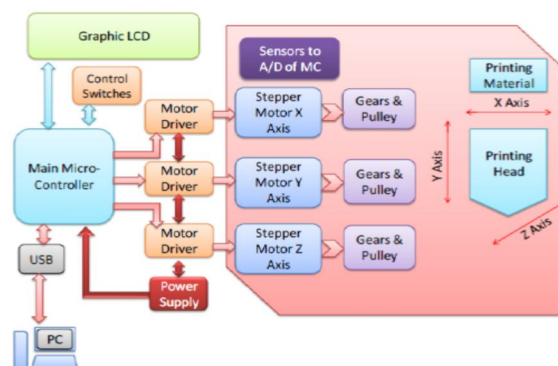 Graphic LCD
Control
Switches
Main Micro-
Controller
USB
PC
Motor
Driver
Motor
Driver
Motor
Driver
Power
Supply
Sensors to
A/D of MC
Stepper
Motor X
Axis
Gears &
Pulley
Stepper
Motor Y
Axis
Gears &
Pulley
Stepper
Motor Z
Axis
Gears &
Pulley
Printing
Material
X Axis
Y Axis
Printing
Head
Z Axis